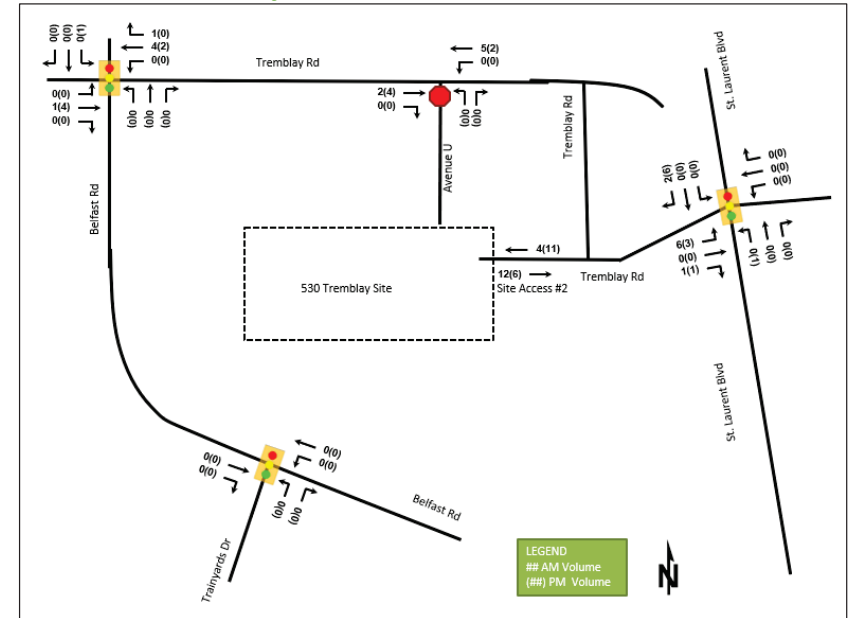 0(0)
0(0)
0(1)
1(0)
4(2)
0(0)
0(0)
1(4)
0(0)
0(0)
0(0)
0(0)
Tremblay Rd
5(2)
0(0)
2(4)
0(0)
0(0)
0(0)
Avenue U
Tremblay Rd
St. Laurent Blvd
Belfast Rd
2(6)
0(0)
0(0)
0(0)
0(0)
0(0)
6(3)
0(0)
1(1)
0(1)
0(0)
0(0)
4(11)
12(6)
Tremblay Rd
Site Access #2
530 Tremblay Site
St. Laurent Blvd
0(0)
0(0)
0(0)
0(0)
0(0)
0(0)
Belfast Rd
Trainyards Dr
LEGEND
## AM Volume
(##) PM Volume
N